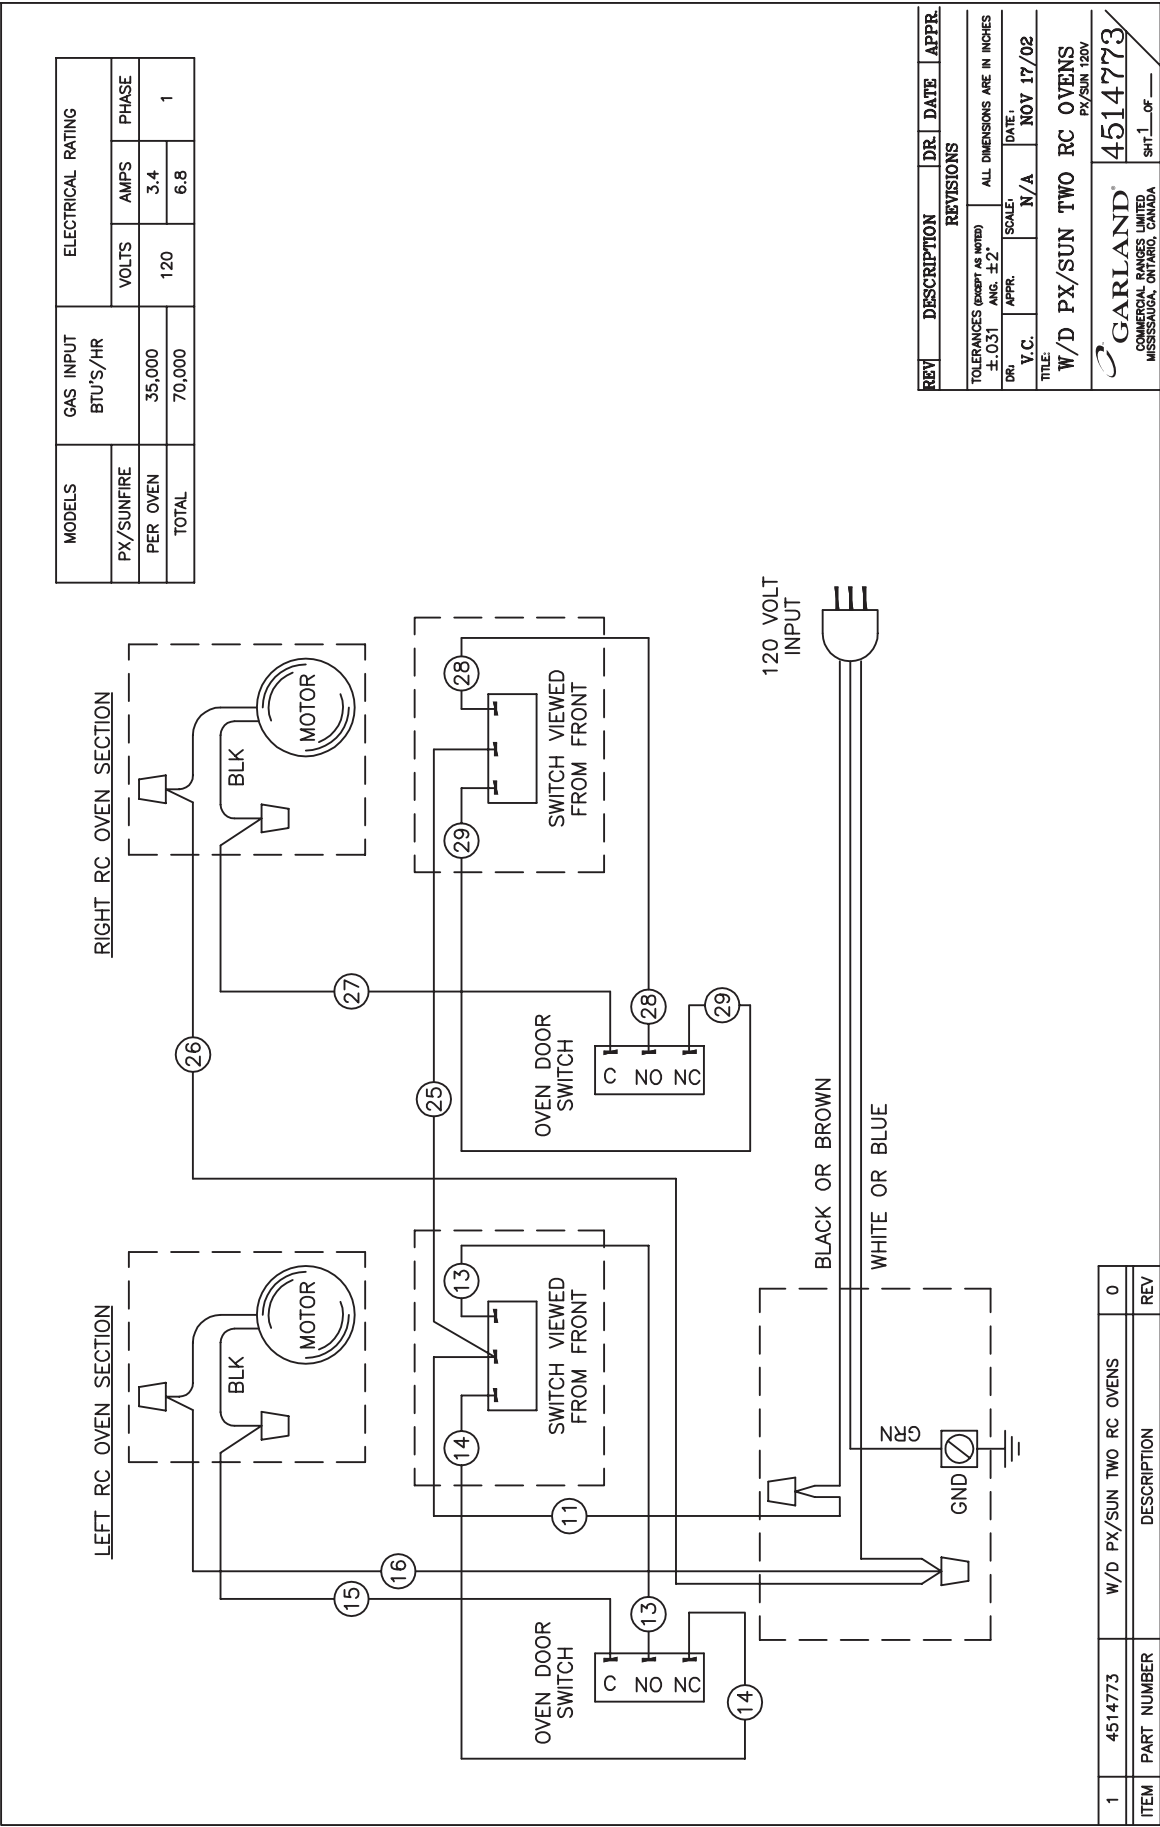 MODELS
GAS INPUT
BTU'S/HR
ELECTRICAL RATING
PX/SUNFIRE
VOLTS
AMPS
PHASE
PER OVEN
35,000
120
3.4
1
TOTAL
70,000
6.8
LEFT RC OVEN SECTION
RIGHT RC OVEN SECTION
BLK
MOTOR
BLK
MOTOR
15
16
26
27
14
13
25
29
28
SWITCH VIEWED
FROM FRONT
SWITCH VIEWED
FROM FRONT
11
OVEN DOOR
SWITCH
C
NO
NC
13
14
OVEN DOOR
SWITCH
C
NO
NC
28
29
120 VOLT
INPUT
BLACK OR BROWN
WHITE OR BLUE
GRN
GND
REV
DESCRIPTION
DR.
DATE
APPR.
REVISIONS
TOLERANCES (EXCEPT AS NOTED)
±.031 ANG. ±2°
ALL DIMENSIONS ARE IN INCHES
DR:
V.C.
APPR.
SCALE:
N/A
DATE:
NOV 17/02
TITLE:
W/D PX/SUN TWO RC OVENS
PX/SUN 120V
GARLAND®
COMMERCIAL RANGES LIMITED
MISSISSAUGA, ONTARIO, CANADA
4514773
SHT 1 OF
1
4514773
W/D PX/SUN TWO RC OVENS
0
ITEM
PART NUMBER
DESCRIPTION
REV